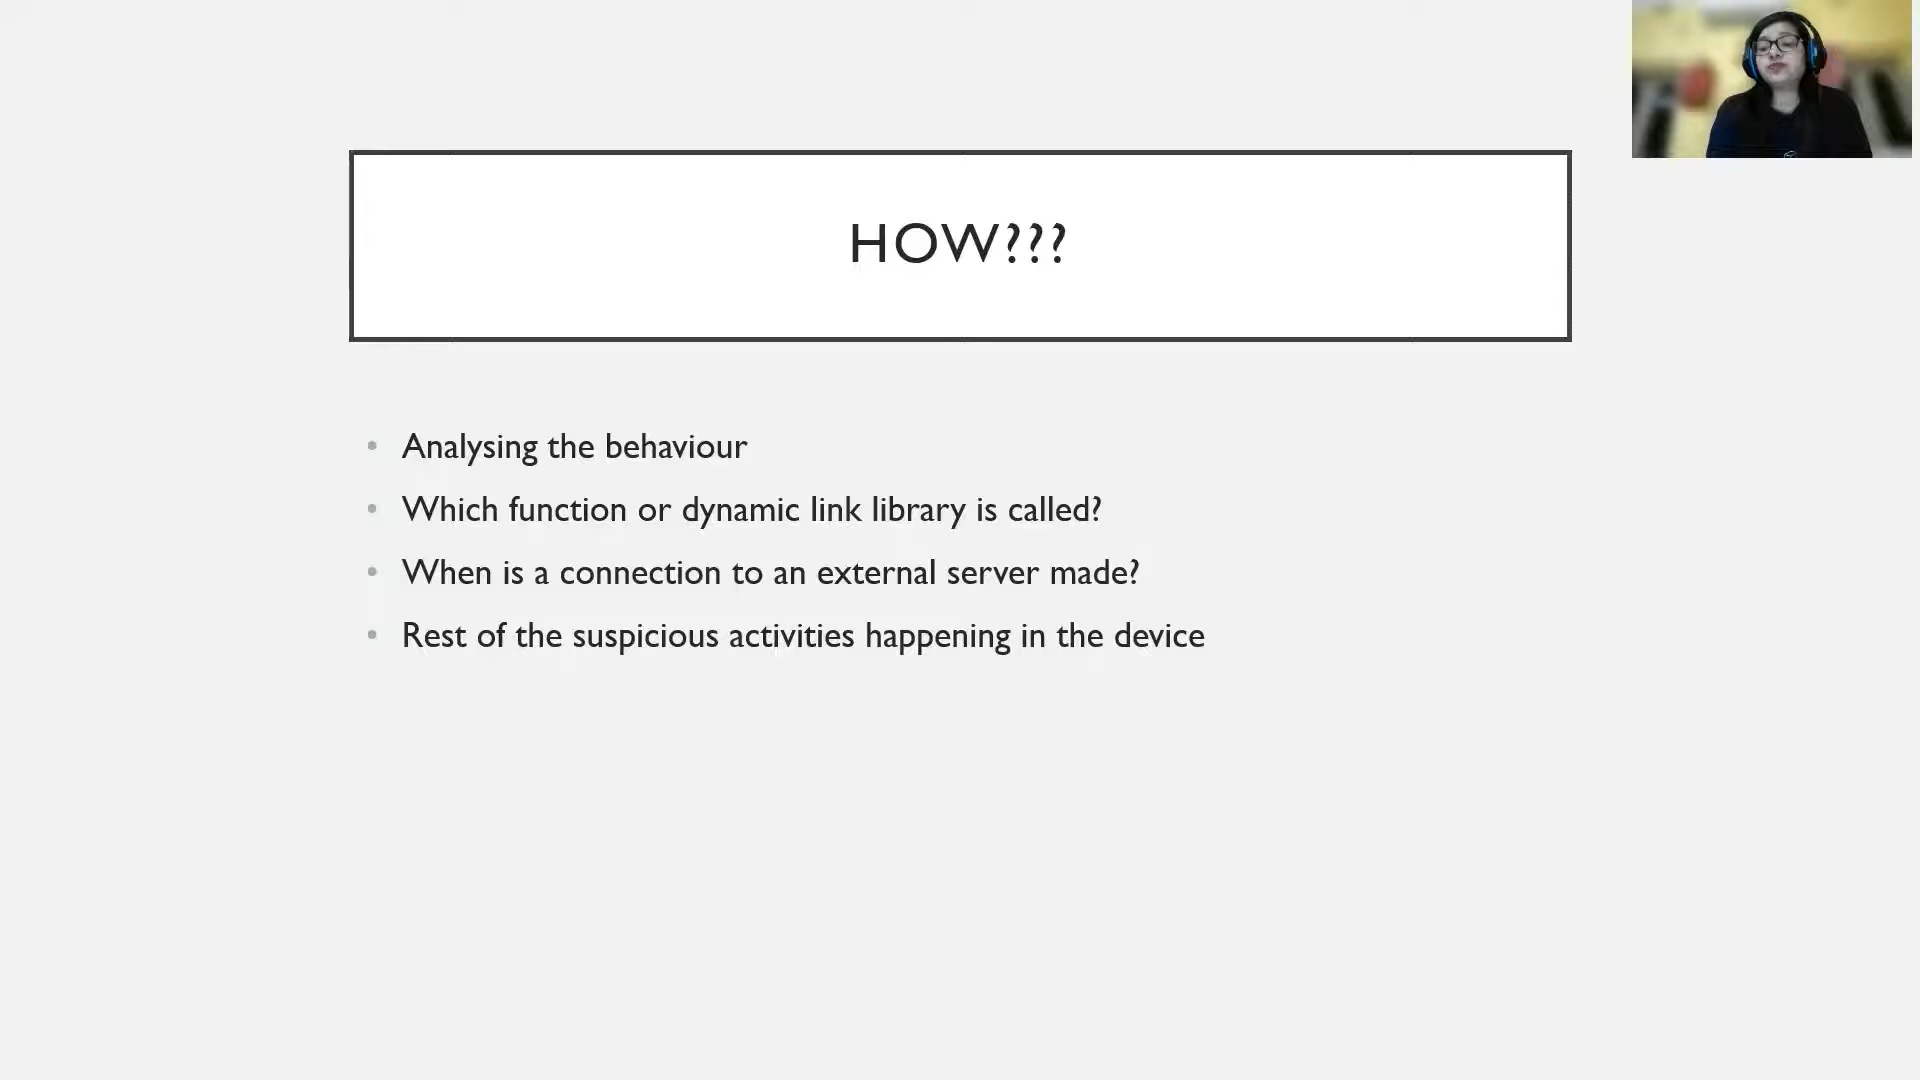 HOW???
Analysing the behaviour
Which function or dynamic link library is called?
When is a connection to an external server made?
Rest of the suspicious activities happening in the device